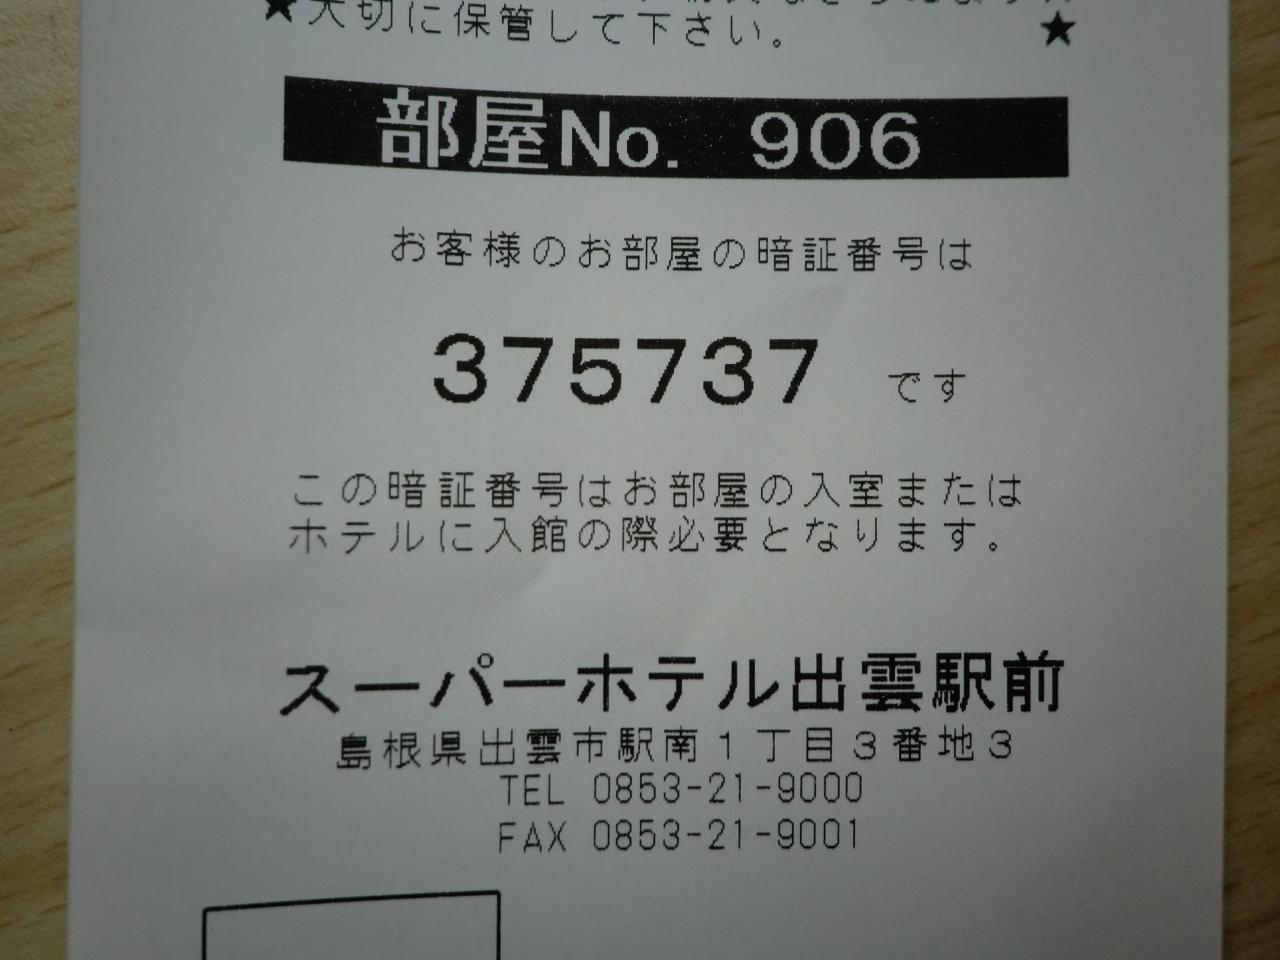 ★大切に保管して下さい。 ★
部屋No. 906
お客様のお部屋の暗証番号は
375737 です
この暗証番号はお部屋の入室または
ホテルに入館の際必要となります。
スーパーホテル出雲駅前
島根県出雲市駅南1丁目3番地3
TEL 0853-21-9000
FAX 0853-21-9001